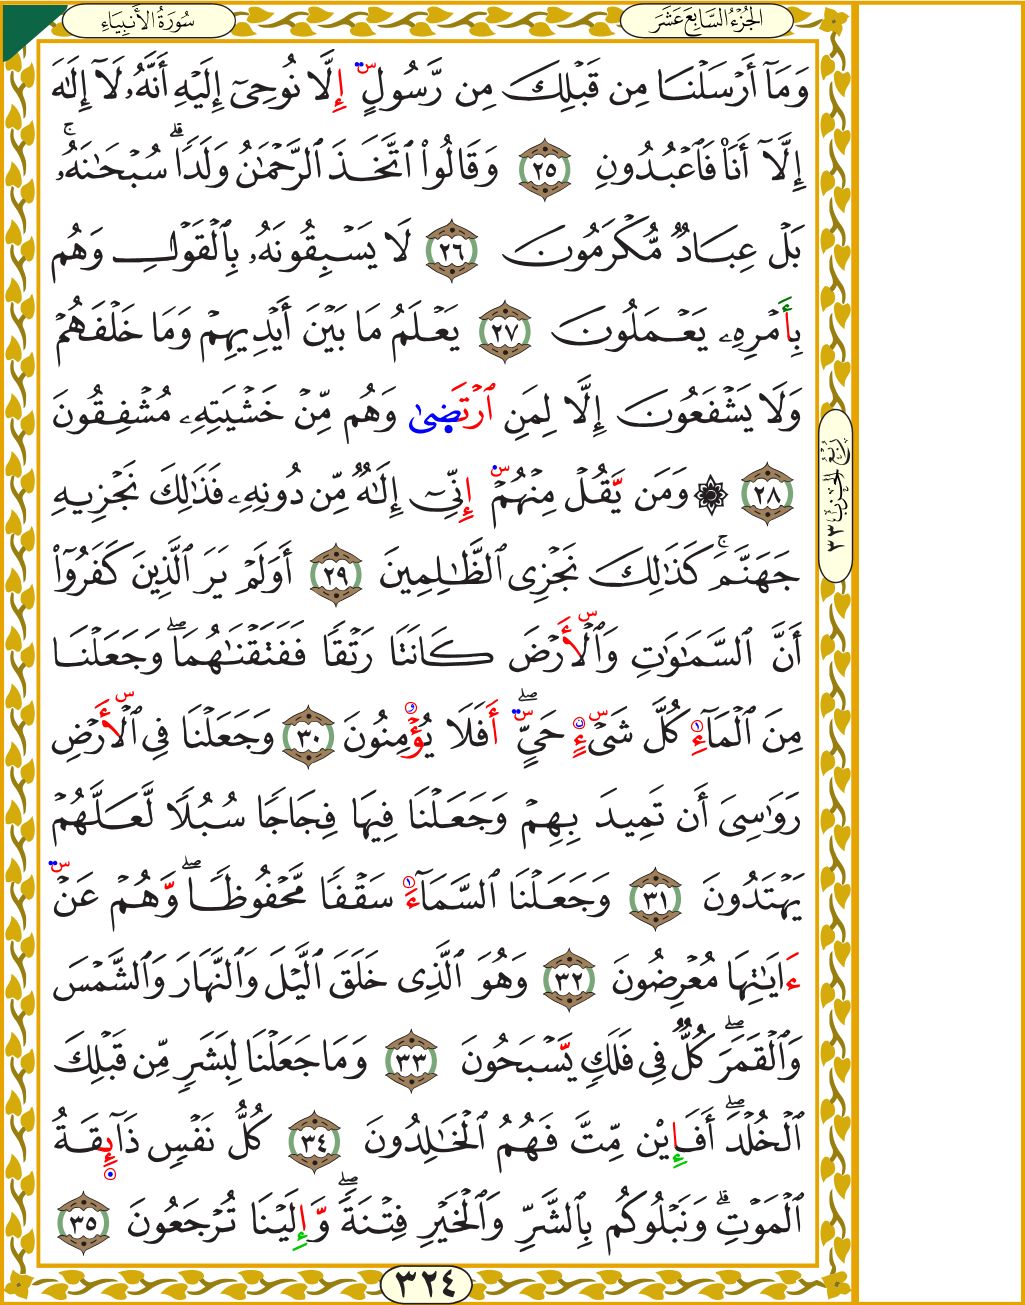 سُورَةُ الأَنبِيَاءِ
الجُزْءُ السَّابِعَ عَشَرَ
وَمَآ أَرۡسَلۡنَا مِن قَبۡلِكَ مِن رَّسُولٍ إِلَّا نُوحِىٓ إِلَيۡهِ أَنَّهُۥ لَآ إِلَٰهَ
إِلَّآ أَنَا۠ فَٱعۡبُدُونِ ٢٥ وَقَالُواْ ٱتَّخَذَ ٱلرَّحۡمَٰنُ وَلَدٗاۗ سُبۡحَٰنَهُۥۚ
بَلۡ عِبَادٞ مُّكۡرَمُونَ ٢٦ لَا يَسۡبِقُونَهُۥ بِٱلۡقَوۡلِ وَهُم
بِأَمۡرِهِۦ يَعۡمَلُونَ ٢٧ يَعۡلَمُ مَا بَيۡنَ أَيۡدِيهِمۡ وَمَا خَلۡفَهُمۡ
وَلَا يَشۡفَعُونَ إِلَّا لِمَنِ ٱرۡتَضَىٰ وَهُم مِّنۡ خَشۡيَتِهِۦ مُشۡفِقُونَ
٢٨ ۞ وَمَن يَّقُلۡ مِنۡهُمۡ إِنِّىٓ إِلَٰهٞ مِّن دُونِهِۦ فَذَٰلِكَ نَجۡزِيهِ
جَهَنَّمَۚ كَذَٰلِكَ نَجۡزِى ٱلظَّٰلِمِينَ ٢٩ أَوَلَمۡ يَرَ ٱلَّذِينَ كَفَرُوٓاْ
أَنَّ ٱلسَّمَٰوَٰتِ وَٱلۡأَرۡضَ كَانَتَا رَتۡقٗا فَفَتَقۡنَٰهُمَاۖ وَجَعَلۡنَا
مِنَ ٱلۡمَآءِ كُلَّ شَىۡءٍ حَىٍّۖ أَفَلَا يُؤۡمِنُونَ ٣٠ وَجَعَلۡنَا فِى ٱلۡأَرۡضِ
رَوَٰسِىَ أَن تَمِيدَ بِهِمۡ وَجَعَلۡنَا فِيهَا فِجَاجٗا سُبُلٗا لَّعَلَّهُمۡ
يَهۡتَدُونَ ٣١ وَجَعَلۡنَا ٱلسَّمَآءَ سَقۡفٗا مَّحۡفُوظٗاۖ وَّهُمۡ عَنۡ
ءَايَٰتِهَا مُعۡرِضُونَ ٣٢ وَهُوَ ٱلَّذِى خَلَقَ ٱلَّيۡلَ وَٱلنَّهَارَ وَٱلشَّمۡسَ
وَٱلۡقَمَرَۖ كُلّٞ فِى فَلَكٖ يَّسۡبَحُونَ ٣٣ وَمَا جَعَلۡنَا لِبَشَرٖ مِّن قَبۡلِكَ
ٱلۡخُلۡدَۖ أَفَإِيْن مِّتَّ فَهُمُ ٱلۡخَٰلِدُونَ ٣٤ كُلُّ نَفۡسٖ ذَآئِقَةُ
ٱلۡمَوۡتِۗ وَنَبۡلُوكُم بِٱلشَّرِّ وَٱلۡخَيۡرِ فِتۡنَةٗۖ وَّإِلَيۡنَا تُرۡجَعُونَ ٣٥
رُبْعُ الحِزْبِ ٣٣
٣٢٤